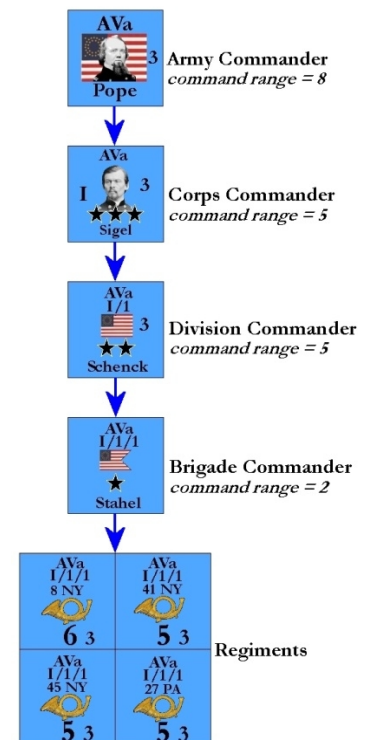 AVa
3
Pope
Army Commander
command range = 8
AVa
I 3
Sigel
Corps Commander
command range = 5
AVa
I/1
3
Schenck
Division Commander
command range = 5
AVa
I/1/1
Stahel
Brigade Commander
command range = 2
AVa
I/1/1
8 NY
6 3
AVa
I/1/1
41 NY
5 3
AVa
I/1/1
45 NY
5 3
AVa
I/1/1
27 PA
5 3
Regiments